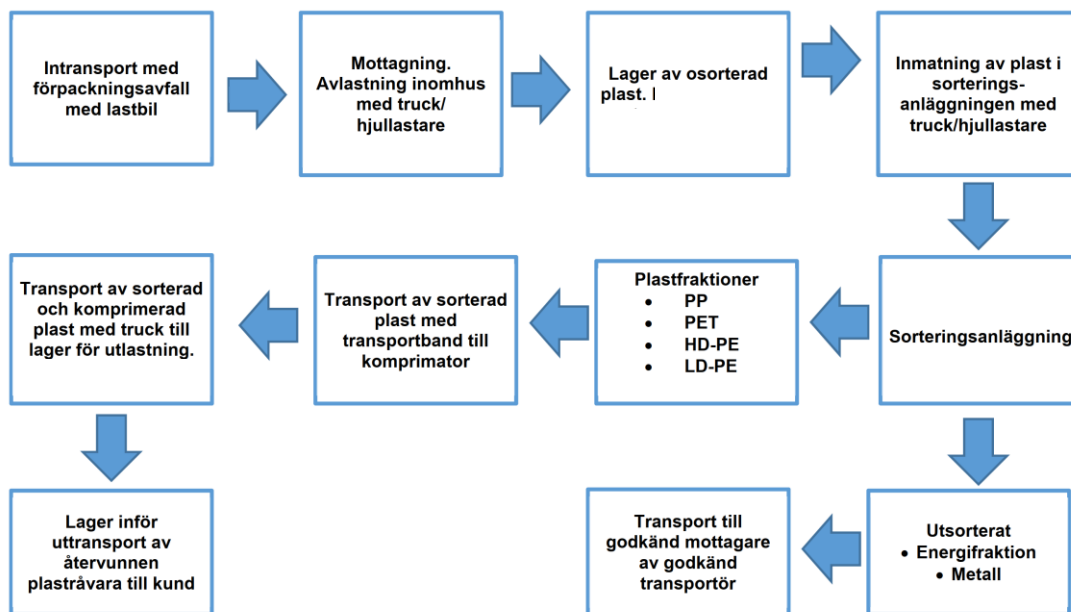 Intransport med
förpackningsavfall
med lastbil
Mottagning.
Avlastning inomhus
med truck/
hjullastare
Lager av osorterad
plast.
Inmatning av plast i
sorterings-
anläggningen med
truck/hjullastare
Sorteringsanläggning
Plastfraktioner
• PP
• PET
• HD-PE
• LD-PE
Transport av sorterad
plast med
transportband till
komprimator
Transport av sorterad
och komprimerad
plast med truck till
lager för utlastning.
Lager inför
uttransport av
återvunnen
plastråvara till kund
Utsorterat
• Energifraktion
• Metall
Transport till
godkänd mottagare
av godkänd
transportör